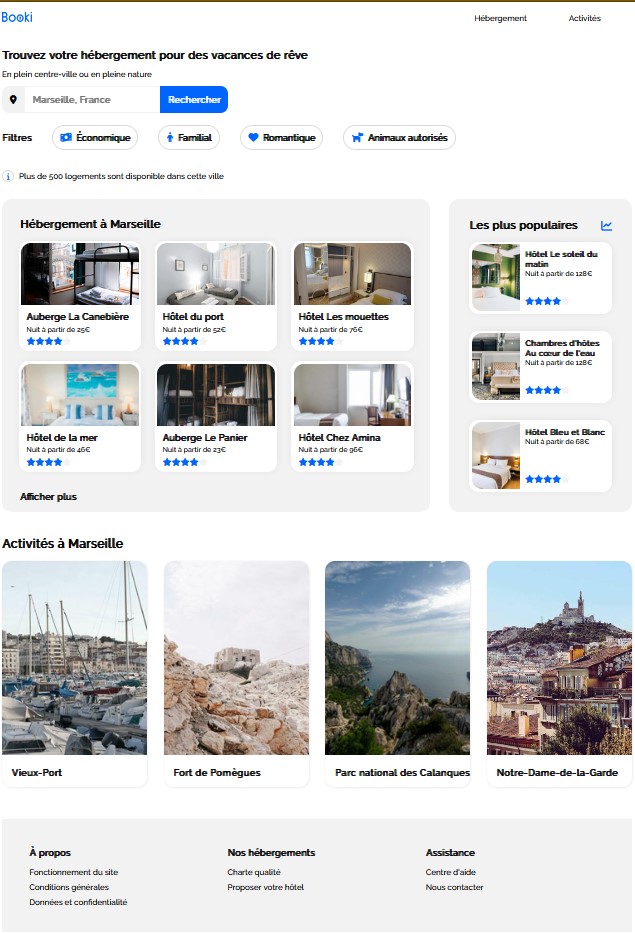 Booki
Hébergement
Activités
Trouvez votre hébergement pour des vacances de rêve
En plein centre-ville ou en pleine nature
Marseille, France
Rechercher
Filtres
Économique
Familial
Romantique
Animaux autorisés
Plus de 500 logements sont disponible dans cette ville
Hébergement à Marseille
Auberge La Canebière
Nuit à partir de 25€
Hôtel du port
Nuit à partir de 52€
Hôtel Les mouettes
Nuit à partir de 76€
Hôtel de la mer
Nuit à partir de 46€
Auberge Le Panier
Nuit à partir de 23€
Hôtel Chez Amina
Nuit à partir de 96€
Afficher plus
Les plus populaires
Hôtel Le soleil du
matin
Nuit à partir de 128€
Chambres d'hôtes
Au cœur de l'eau
Nuit à partir de 128€
Hôtel Bleu et Blanc
Nuit à partir de 68€
Activités à Marseille
Vieux-Port
Fort de Pomègues
Parc national des Calanques
Notre-Dame-de-la-Garde
À propos
Fonctionnement du site
Conditions générales
Données et confidentialité
Nos hébergements
Charte qualité
Proposer votre hôtel
Assistance
Centre d'aide
Nous contacter